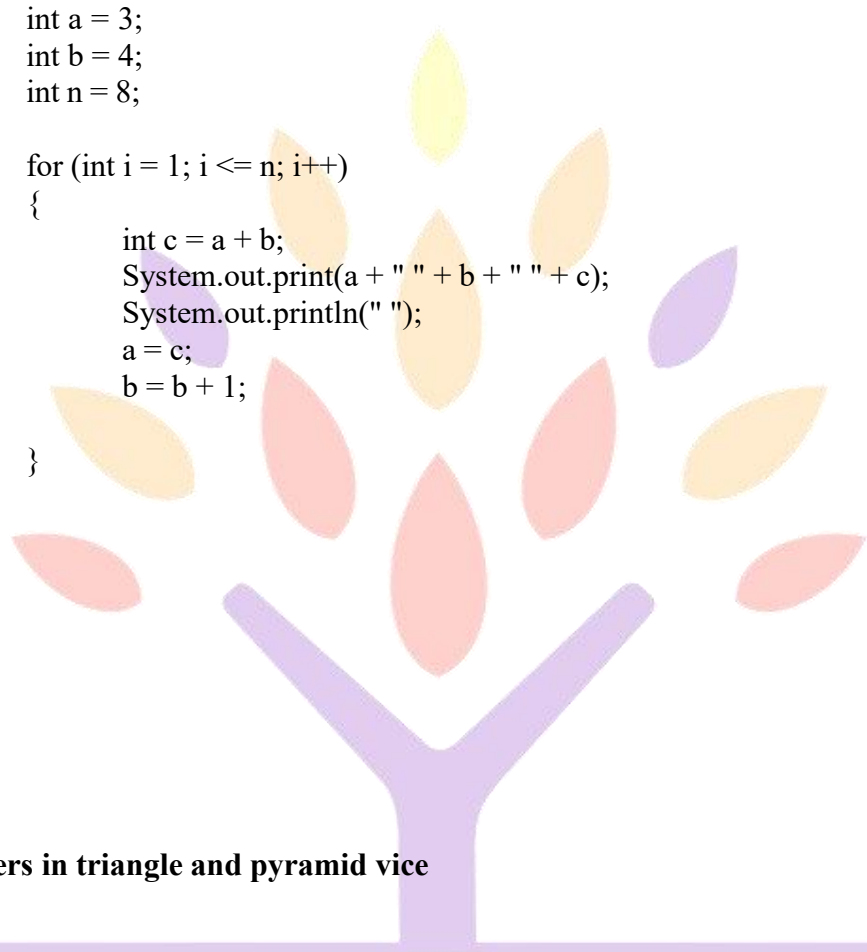 int a = 3;
int b = 4;
int n = 8;
for (int i = 1; i <= n; i++)
{
int c = a + b;
System.out.print(a + " " + b + " " + c);
System.out.println(" ");
a = c;
b = b + 1;
}
ers in triangle and pyramid vice